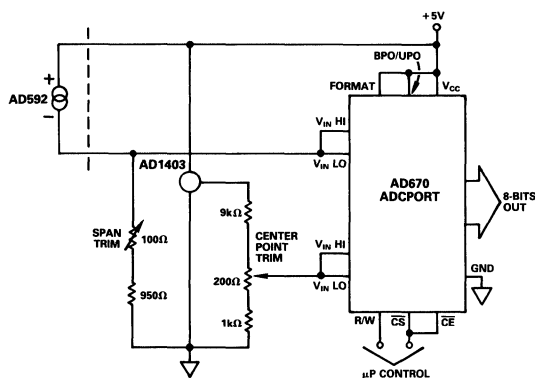 +5V
BPO/UPO
FORMAT
VCC
+
AD592
−
VIN HI
VIN LO
AD1403
AD670
ADCPORT
8-BITS
OUT
9kΩ
SPAN
TRIM
100Ω
CENTER
POINT
TRIM
200Ω
VIN HI
VIN LO
950Ω
1kΩ
GND
R/W
CS
CE
µP CONTROL